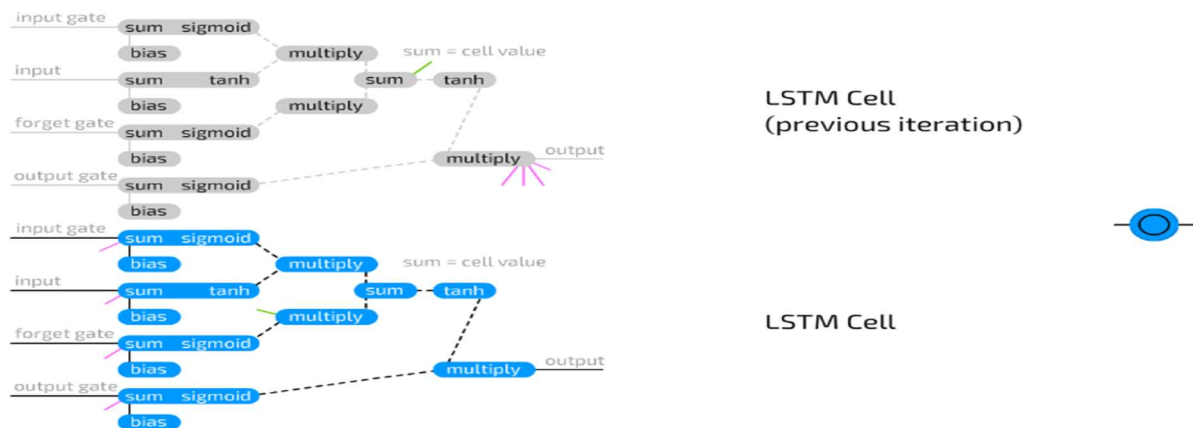 input gate
sum sigmoid
bias
multiply
sum = cell value
input
sum tanh
sum
tanh
bias
multiply
forget gate
sum sigmoid
bias
multiply
output
output gate
sum sigmoid
bias
LSTM Cell
(previous iteration)
input gate
sum sigmoid
bias
multiply
sum = cell value
input
sum tanh
sum
tanh
bias
multiply
forget gate
sum sigmoid
bias
multiply
output
output gate
sum sigmoid
bias
LSTM Cell